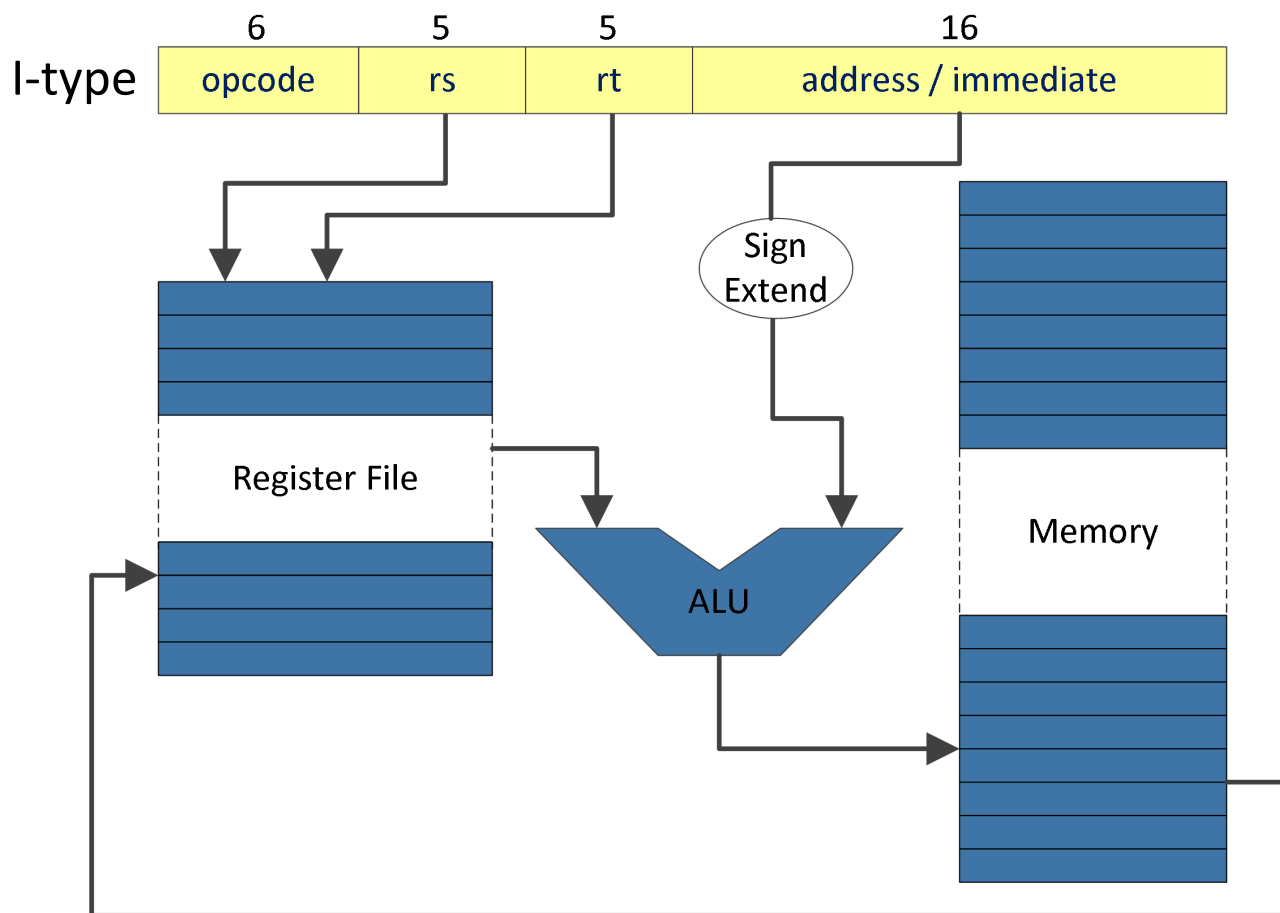 6 5 5 16
I-type opcode rs rt address / immediate
Sign
Extend
Register File
Memory
ALU